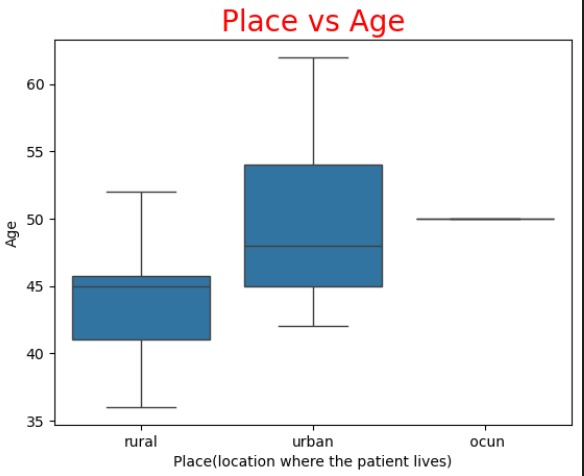 Place vs Age
Age
60
55
50
45
40
35
rural urban ocun
Place(location where the patient lives)